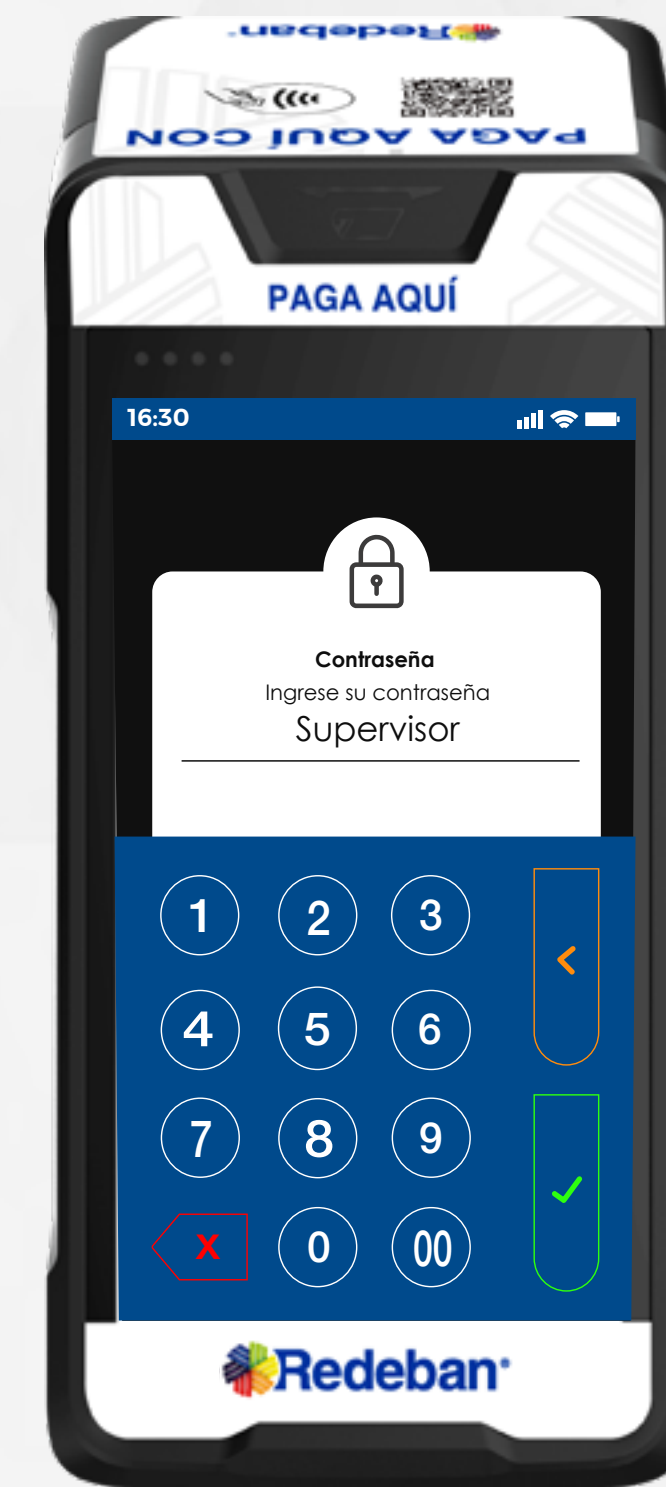 Redeban
PAGA AQUÍ CON
PAGA AQUÍ
16:30
Contraseña
Ingrese su contraseña
Supervisor
1 2 3 <
4 5 6
7 8 9
X 0 00
Redeban